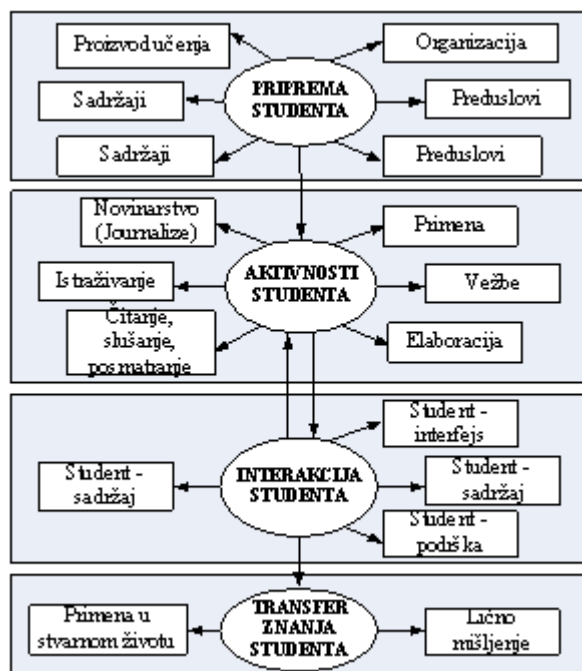 Proizvod učenja
Organizacija
PRIPREMA
STUDENTA
Sadržaji
Preduslovi
Sadržaji
Preduslovi
Novinarstvo
(Journalize)
Primena
AKTIVNOSTI
STUDENTA
Istraživanje
Vežbe
Čitanje,
slušanje,
posmatranje
Elaboracija
Student -
interfejs
INTERAKCIJA
STUDENTA
Student -
sadržaj
Student -
sadržaj
Student -
podrška
TRANSFER
ZNANJA
STUDENTA
Primena u
stvarnom životu
Lično
mišljenje